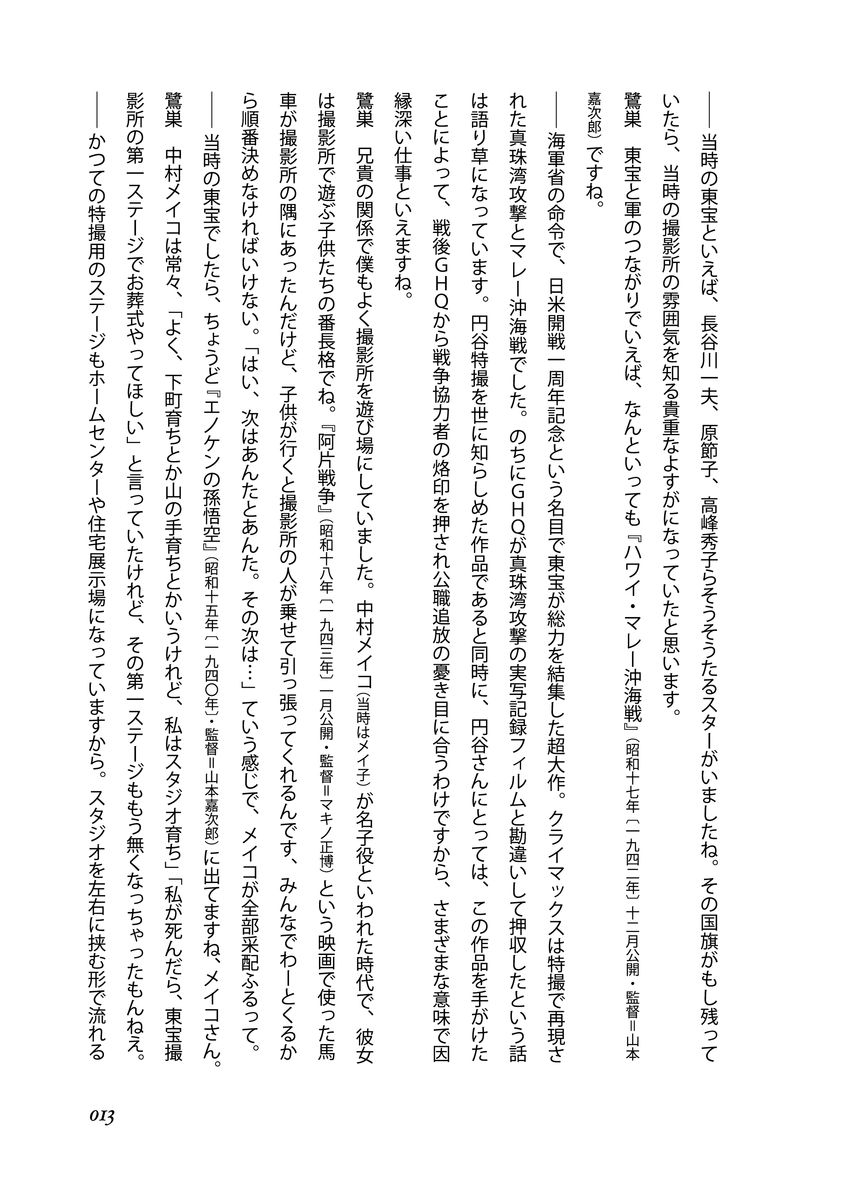 ――当時の東宝といえば、長谷川一夫、原節子、高峰秀子らそうそうたるスターがいましたね。その国旗がもし残って
いたら、当時の撮影所の雰囲気を知る貴重なよすがになっていたと思います。
鷺巣　東宝と軍のつながりでいえば、なんといっても『ハワイ・マレー沖海戦』（昭和十七年〔一九四二年〕十二月公開・監督＝山本
嘉次郎）ですね。
――海軍省の命令で、日米開戦一周年記念という名目で東宝が総力を結集した超大作。クライマックスは特撮で再現さ
れた真珠湾攻撃とマレー沖海戦でした。のちにＧＨＱが真珠湾攻撃の実写記録フィルムと勘違いして押収したという話
は語り草になっています。円谷特撮を世に知らしめた作品であると同時に、円谷さんにとっては、この作品を手がけた
ことによって、戦後ＧＨＱから戦争協力者の烙印を押され公職追放の憂き目に合うわけですから、さまざまな意味で因
縁深い仕事といえますね。
鷺巣　兄貴の関係で僕もよく撮影所を遊び場にしていました。中村メイコ（当時はメイ子）が名子役といわれた時代で、彼女
は撮影所で遊ぶ子供たちの番長格でね。『阿片戦争』（昭和十八年〔一九四三年〕一月公開・監督＝マキノ正博）という映画で使った馬
車が撮影所の隅にあったんだけど、子供が行くと撮影所の人が乗せて引っ張ってくれるんです、みんなでわーとくるか
ら順番決めなければいけない。「はい、次はあんたとあんた。その次は…」ていう感じで、メイコが全部采配ふるって。
――当時の東宝でしたら、ちょうど『エノケンの孫悟空』（昭和十五年〔一九四〇年〕・監督＝山本嘉次郎）に出てますね、メイコさん。
鷺巣　中村メイコは常々、「よく、下町育ちとか山の手育ちとかいうけれど、私はスタジオ育ち」「私が死んだら、東宝撮
影所の第一ステージでお葬式やってほしい」と言っていたけれど、その第一ステージももう無くなっちゃったもんねえ。
――かつての特撮用のステージもホームセンターや住宅展示場になっていますから。スタジオを左右に挟む形で流れる
013